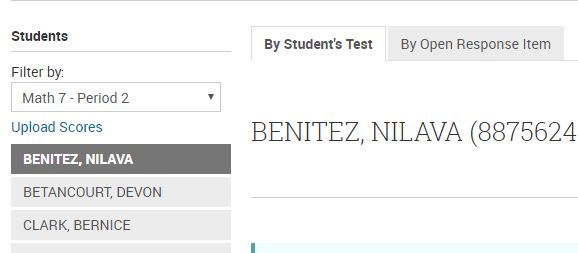 Students
Filter by:
Math 7 - Period 2
Upload Scores
BENITEZ, NILAVA
BETANCOURT, DEVON
CLARK, BERNICE
By Student's Test
By Open Response Item
BENITEZ, NILAVA (8875624